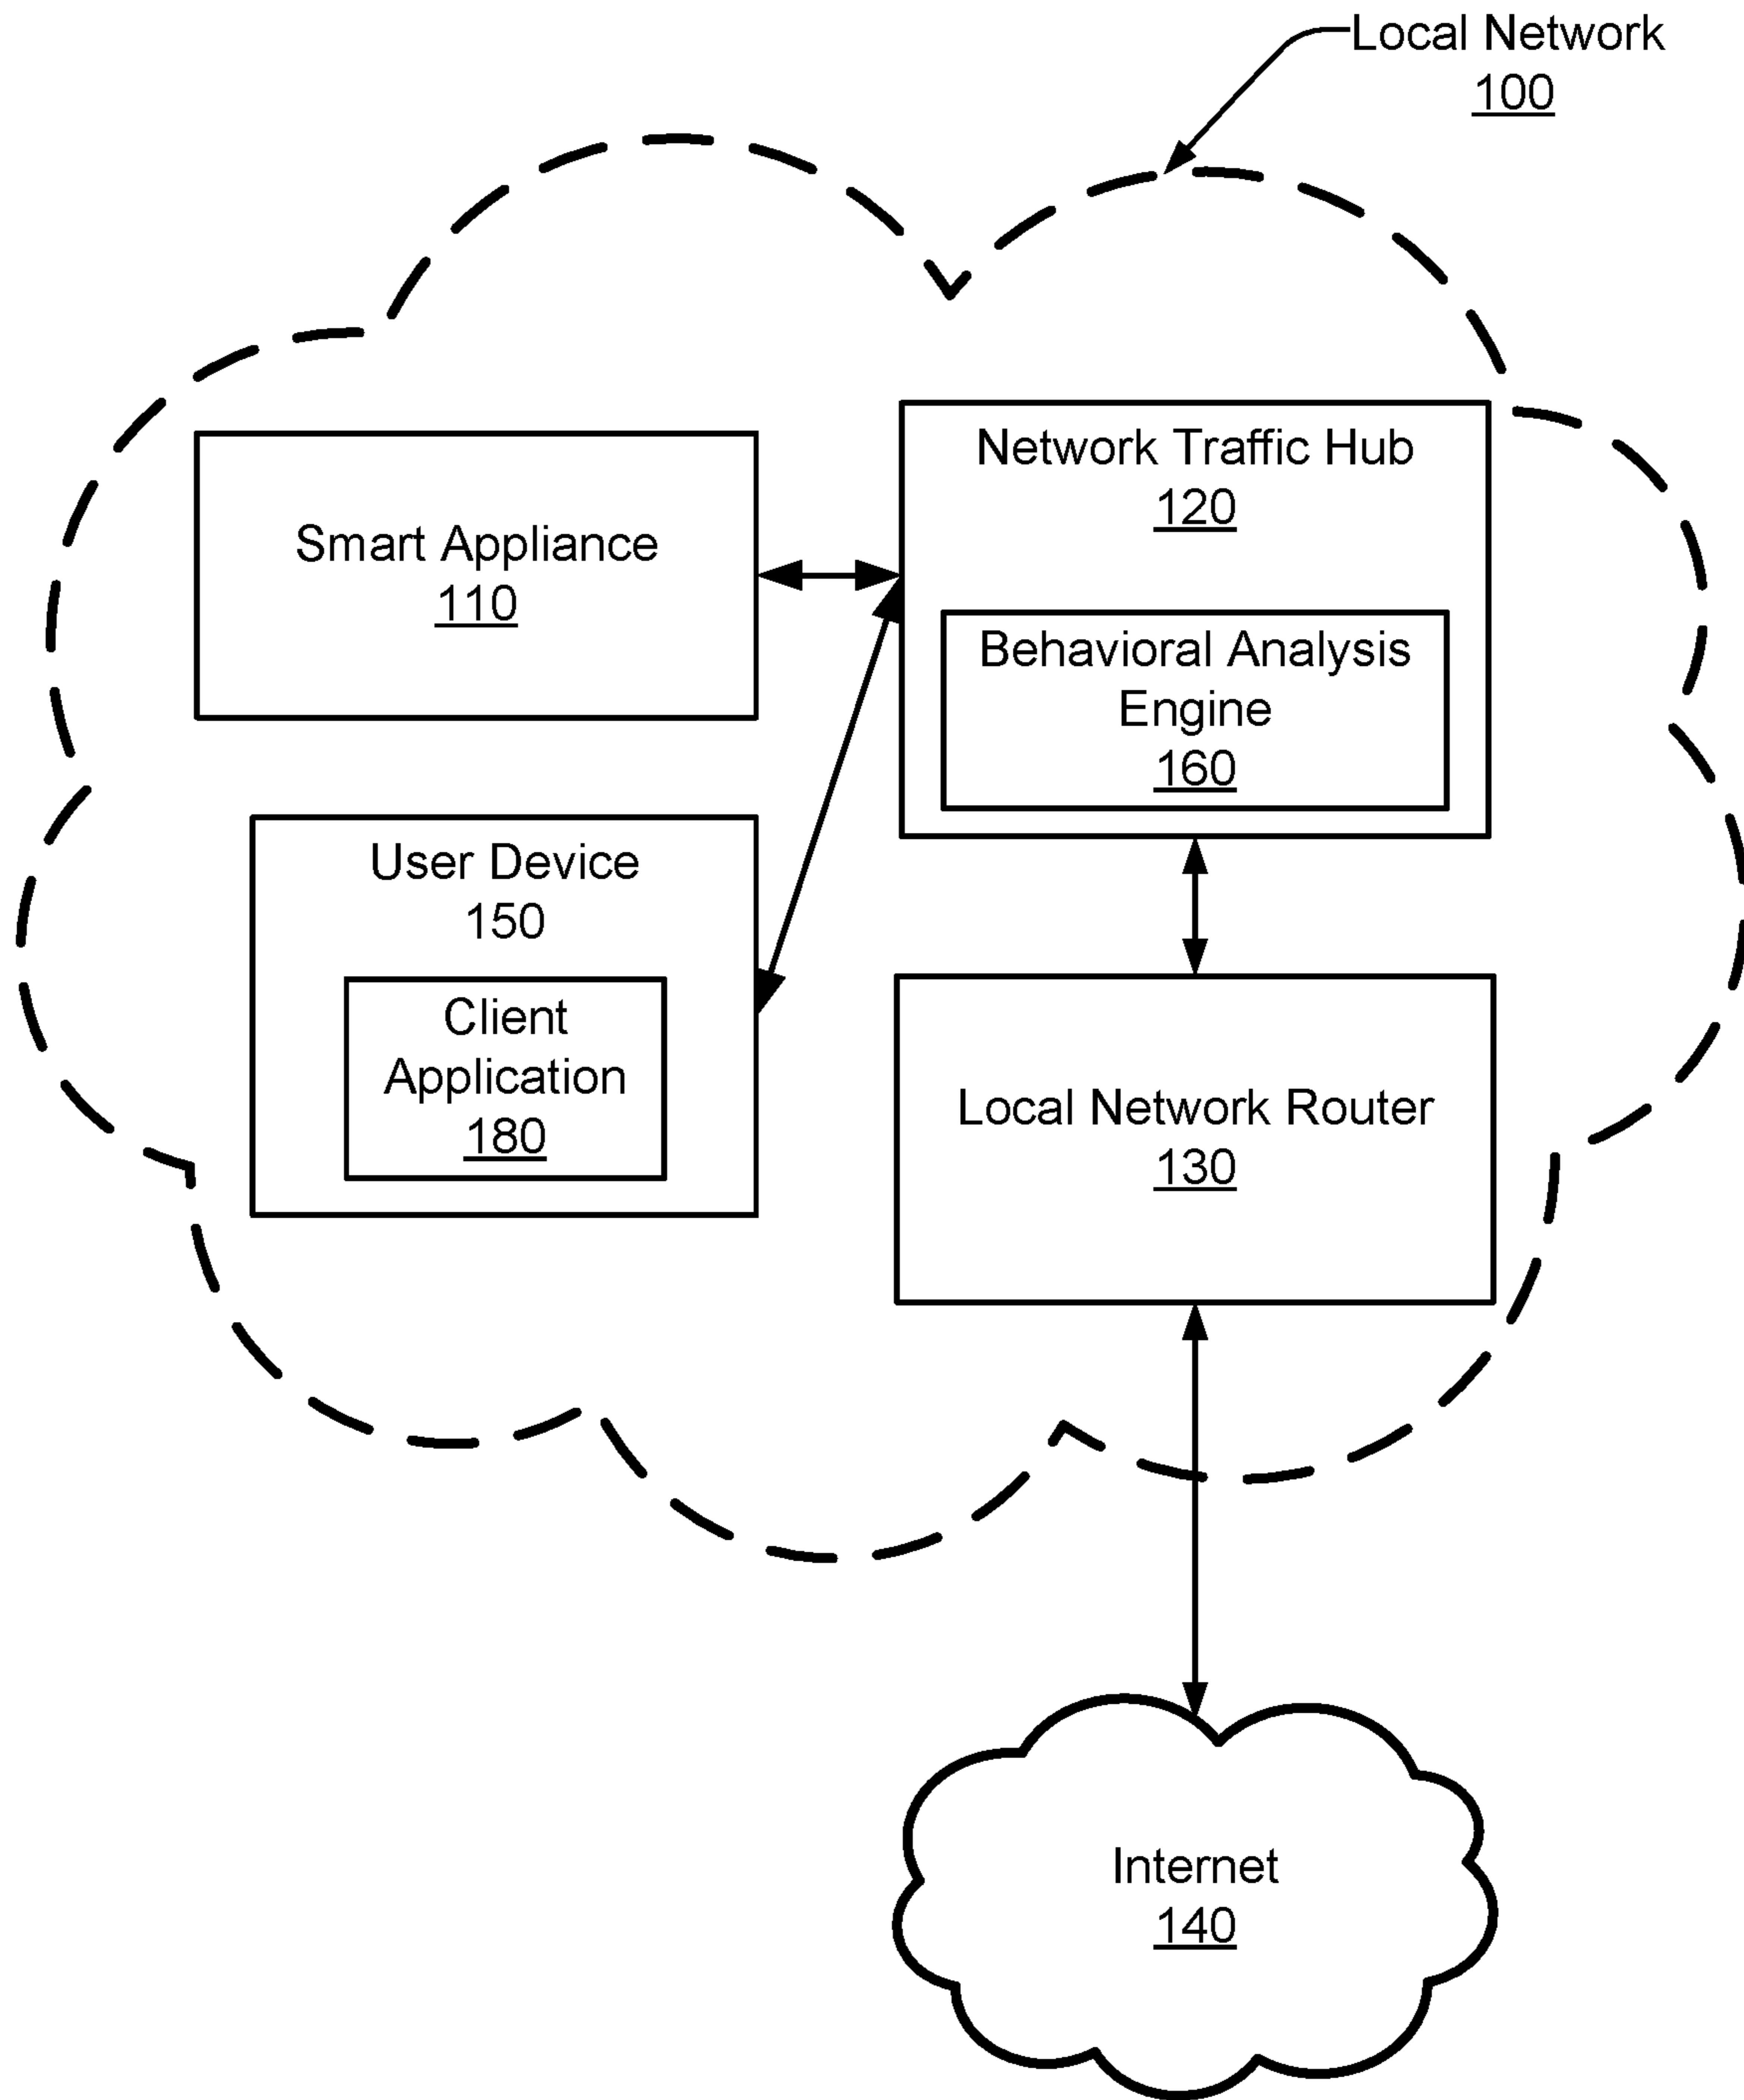 Local Network
100
Network Traffic Hub
120
Smart Appliance
110
Behavioral Analysis
Engine
160
User Device
150
Client
Application
180
Local Network Router
130
Internet
140